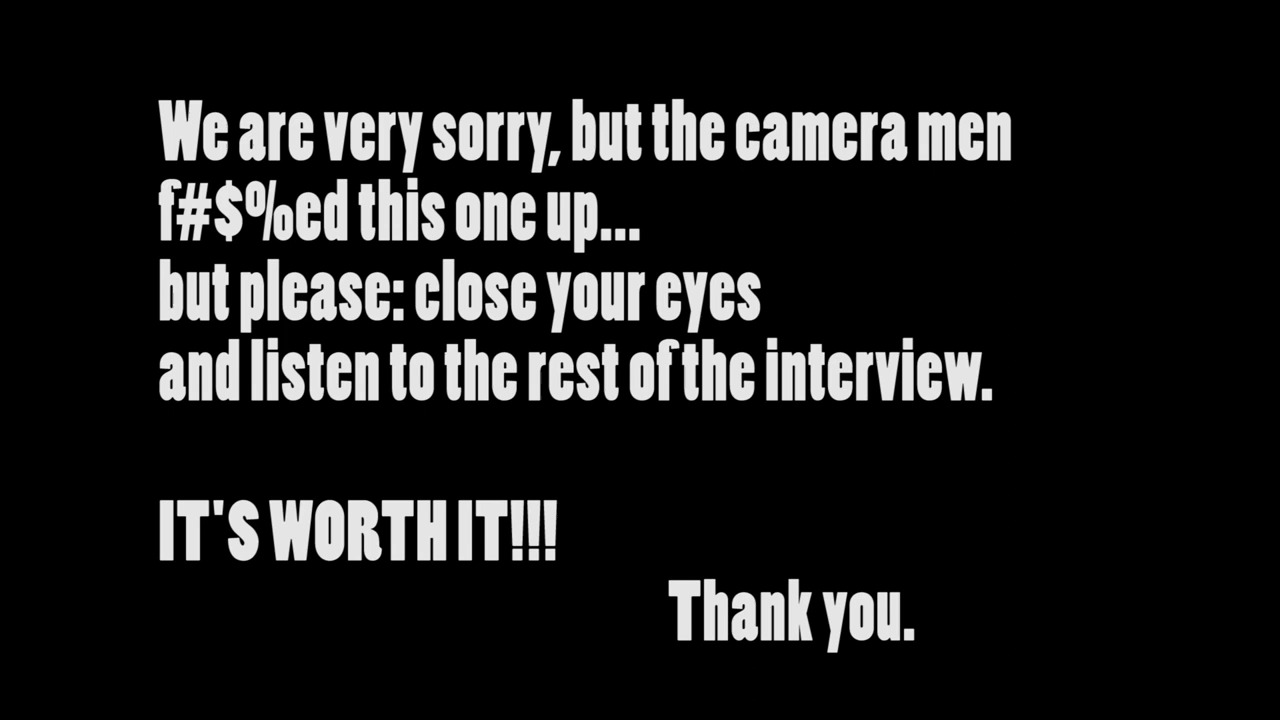 We are very sorry, but the camera men
f#$%ed this one up...
but please: close your eyes
and listen to the rest of the interview.
IT'S WORTH IT!!!
Thank you.